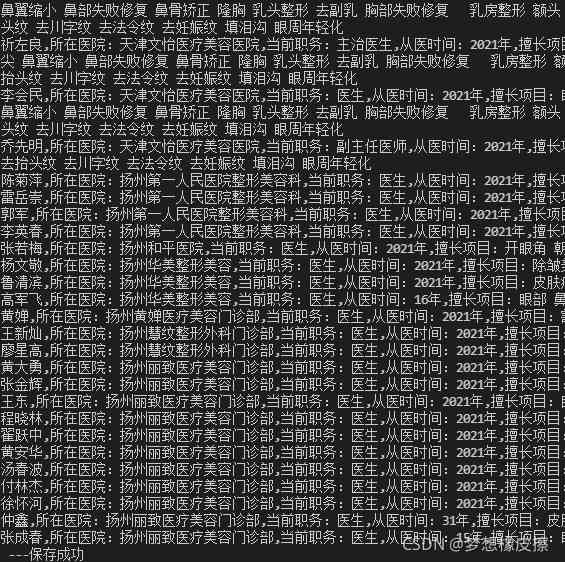 鼻翼缩小 鼻部失败修复 鼻骨矫正 隆胸 乳头整形 去副乳 胸部失败修复 乳房整形 额头
头纹 去川字纹 去法令纹 去妊娠纹 填泪沟 眼周年轻化
祈左良,所在医院: 天津文怡医疗美容医院,当前职务: 主治医生,从医时间: 2021年,擅长项目
尖 鼻翼缩小 鼻部失败修复 鼻骨矫正 隆胸 乳头整形 去副乳 胸部失败修复 乳房整形 额
抬头纹 去川字纹 去法令纹 去妊娠纹 填泪沟 眼周年轻化
李会民,所在医院: 天津文怡医疗美容医院,当前职务: 医生,从医时间: 2021年,擅长项目:
鼻翼缩小 鼻部失败修复 鼻骨矫正 隆胸 乳头整形 去副乳 胸部失败修复 乳房整形 额头
头纹 去川字纹 去法令纹 去妊娠纹 填泪沟 眼周年轻化
乔先明,所在医院: 天津文怡医疗美容医院,当前职务: 副主任医师,从医时间: 2021年,擅长
去抬头纹 去川字纹 去法令纹 去妊娠纹 填泪沟 眼周年轻化
陈菊萍,所在医院: 扬州第一人民医院整形美容科,当前职务: 医生,从医时间: 2021年,擅长
雷岳崇,所在医院: 扬州第一人民医院整形美容科,当前职务: 医生,从医时间: 2021年,擅长
郭军,所在医院: 扬州第一人民医院整形美容科,当前职务: 医生,从医时间: 2021年,擅长项
李英春,所在医院: 扬州第一人民医院整形美容科,当前职务: 医生,从医时间: 2021年,擅长
张若梅,所在医院: 扬州和平医院,当前职务: 医生,从医时间: 2021年,擅长项目: 开眼角
杨文敬,所在医院: 扬州华美整形美容,当前职务: 医生,从医时间: 2021年,擅长项目: 除皱
鲁清滨,所在医院: 扬州华美整形美容,当前职务: 医生,从医时间: 2021年,擅长项目: 皮肤
高军飞,所在医院: 扬州华美整形美容,当前职务: 医生,从医时间: 16年,擅长项目: 眼部 鼻
黄婵,所在医院: 扬州黄婵医疗美容门诊部,当前职务: 医生,从医时间: 2021年,擅长项目:
王新灿,所在医院: 扬州慧纹整形外科门诊部,当前职务: 医生,从医时间: 2021年,擅长项目
廖星高,所在医院: 扬州慧纹整形外科门诊部,当前职务: 医生,从医时间: 2021年,擅长项目
黄大勇,所在医院: 扬州丽致医疗美容门诊部,当前职务: 医生,从医时间: 2021年,擅长项目
张金辉,所在医院: 扬州丽致医疗美容门诊部,当前职务: 医生,从医时间: 2021年,擅长项目
王东,所在医院: 扬州丽致医疗美容门诊部,当前职务: 医生,从医时间: 2021年,擅长项目:
程晓林,所在医院: 扬州丽致医疗美容门诊部,当前职务: 医生,从医时间: 2021年,擅长项目
翟跃中,所在医院: 扬州丽致医疗美容门诊部,当前职务: 医生,从医时间: 2021年,擅长项目
黄安华,所在医院: 扬州丽致医疗美容门诊部,当前职务: 医生,从医时间: 2021年,擅长项目
汤春波,所在医院: 扬州丽致医疗美容门诊部,当前职务: 医生,从医时间: 2021年,擅长项目
付林杰,所在医院: 扬州丽致医疗美容门诊部,当前职务: 医生,从医时间: 2021年,擅长项目
徐怀河,所在医院: 扬州丽致医疗美容门诊部,当前职务: 医生,从医时间: 2021年,擅长项目
仲鑫,所在医院: 扬州丽致医疗美容门诊部,当前职务: 医生,从医时间: 31年,擅长项目: 皮
张成春,所在医院: 扬州丽致医疗美容门诊部,当前职务: 医生,从医时间: 15年,擅长项目:
---保存成功
CSDN @梦想橡皮擦